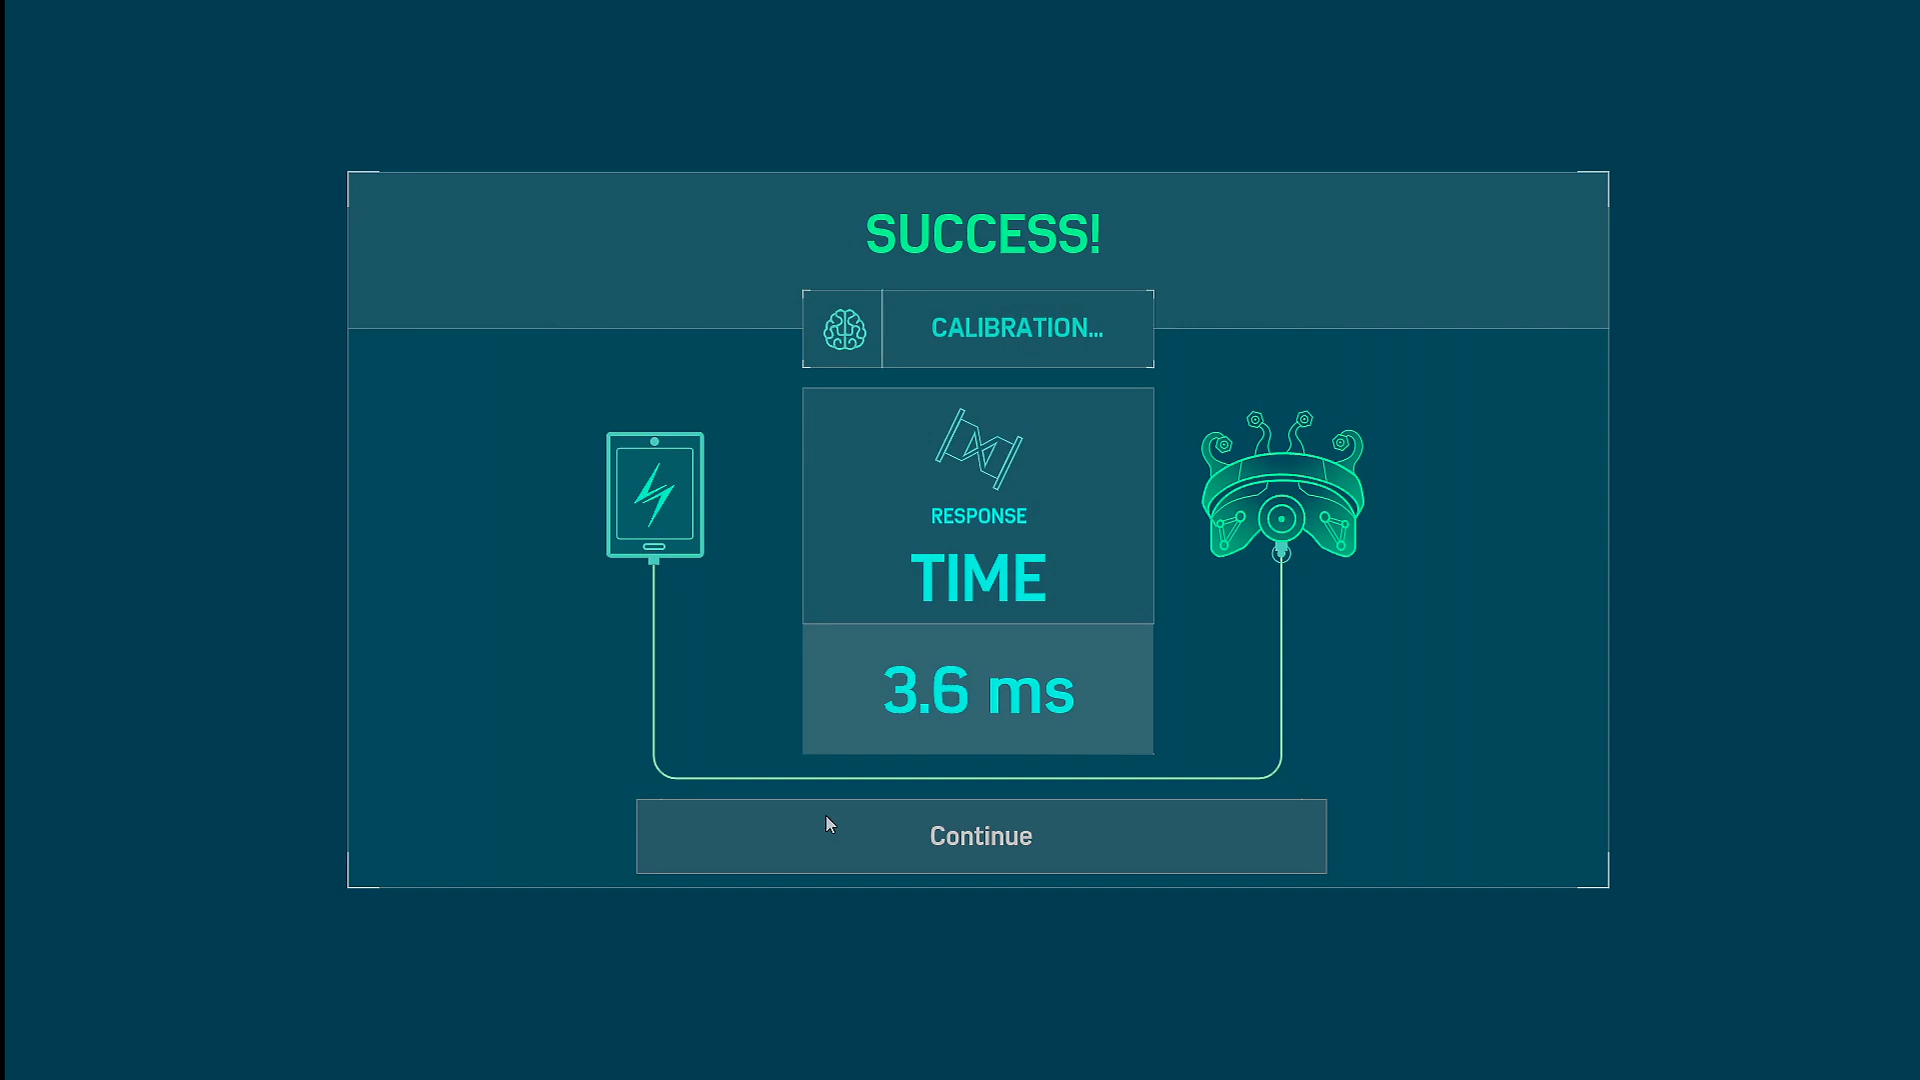 SUCCESS!
CALIBRATION...
RESPONSE
TIME
3.6 ms
Continue